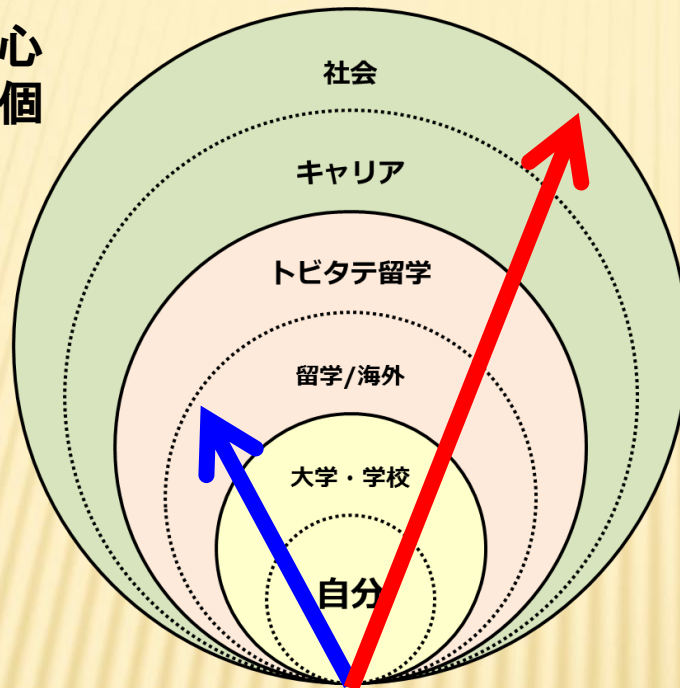 心
個
社会
キャリア
トビタテ留学
留学/海外
大学・学校
自分